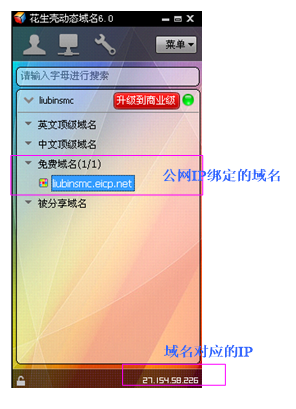 花生壳动态域名6.0
菜单
请输入字母进行搜索
liubinsmc
升级到商业级
英文顶级域名
中文顶级域名
免费域名(1/1)
liubinsmc.eicp.net
公网IP绑定的域名
被分享域名
域名对应的IP
27.154.58.226